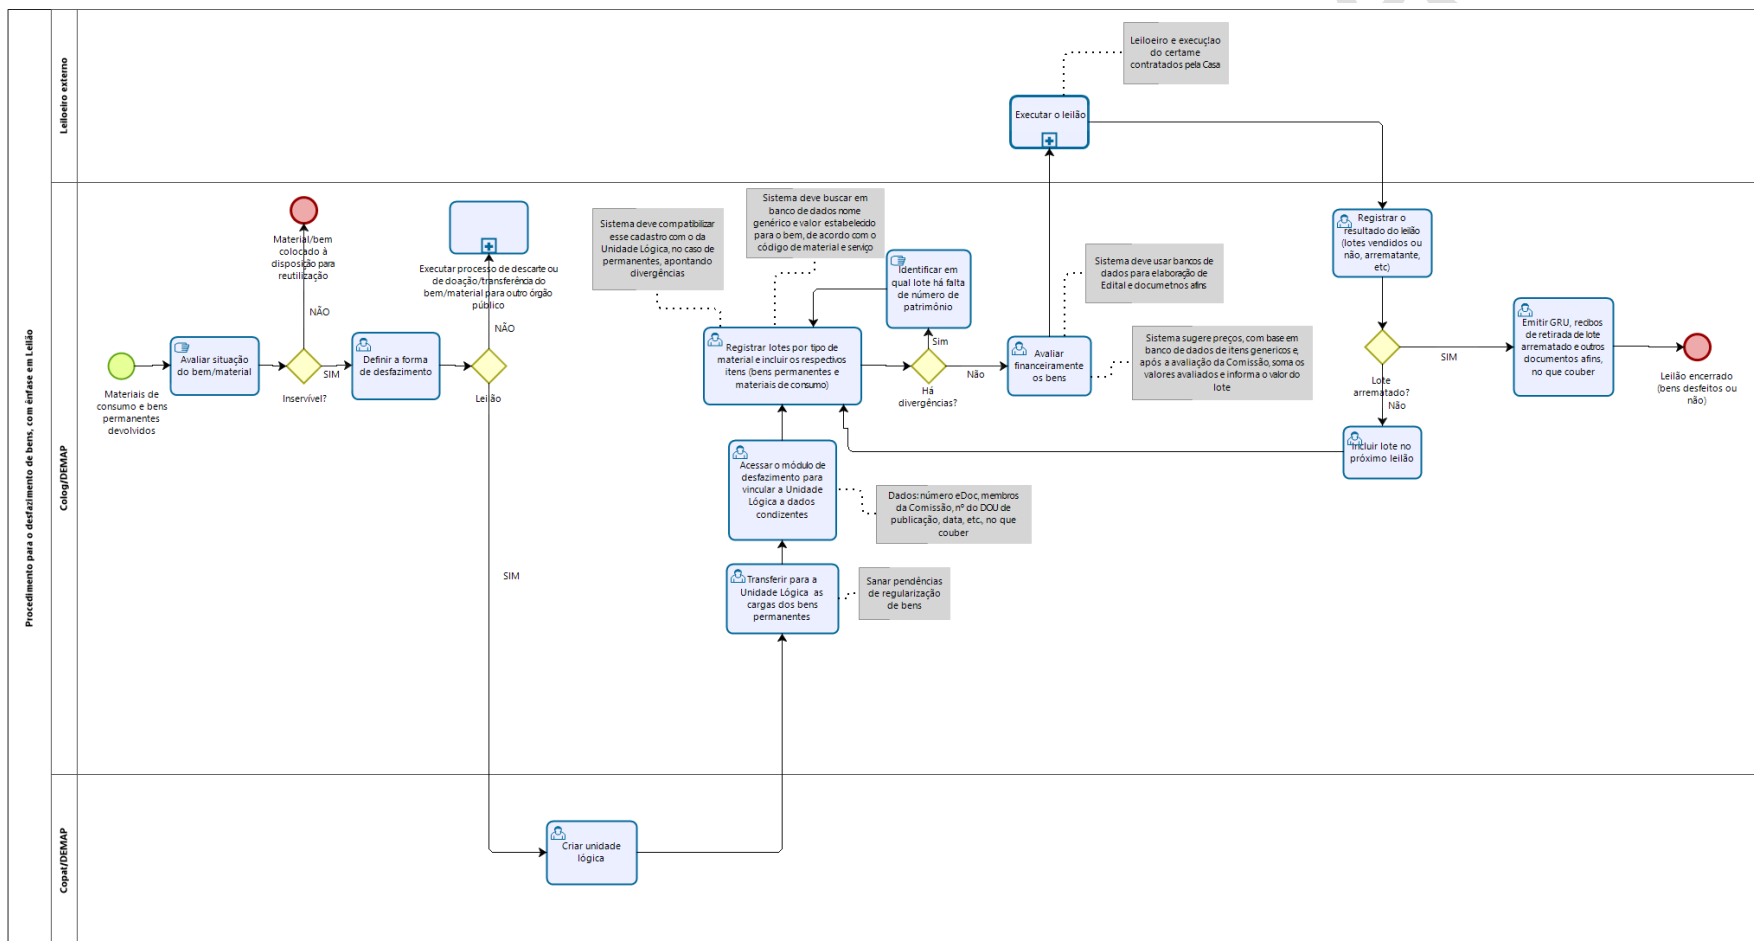 Procedimento para o desfazimento de bens, com ênfase em Leilão
Leiloeiro externo
Leiloeiro e execuçlao
do certame
contratados pela Casa
Executar o leilão
Colog/DEMAP
Materiais de
consumo e bens
permanentes
devolvidos
Avaliar situação
do bem/material
Material/bem
colocado à
disposição para
reutilização
NÃO
SIM
Inservível?
Definir a forma
de desfazimento
Executar processo de descarte ou
de doação/transferência do
bem/material para outro órgão
público
NÃO
Leilão
SIM
Sistema deve compatibilizar
esse cadastro com o da
Unidade Lógica, no caso de
permanentes, apontando
divergências
Sistema deve buscar em
banco de dados nome
genérico e valor estabelecido
para o bem, de acordo com o
código de material e serviço
Registrar lotes por tipo de
material e incluir os respectivos
itens (bens permanentes e
materiais de consumo)
Identificar em
qual lote há falta
de número de
patrimônio
Sim
Não
Há
divergências?
Avaliar
financeiramente
os bens
Sistema deve usar bancos de
dados para elaboração de
Edital e documetnos afins
Sistema sugere preços, com base em
banco de dados de itens genericos e,
após a avaliação da Comissão, soma os
valores avaliados e informa o valor do
lote
Acessar o módulo de
desfazimento para
vincular a Unidade
Lógica a dados
condizentes
Dados: número eDoc, membros
da Comissão, nº do DOU de
publicação, data, etc., no que
couber
Transferir para a
Unidade Lógica as
cargas dos bens
permanentes
Sanar pendências
de regularização
de bens
Registrar o
resultado do leilão
(lotes vendidos ou
não, arrematante,
etc)
Lote
arrematado?
SIM
Não
Incluir lote no
próximo leilão
Emitir GRU, recibos
de retirada de lote
arrematado e outros
documentos afins,
no que couber
Leilão encerrado
(bens desfeitos ou
não)
Copat/DEMAP
Criar unidade
lógica